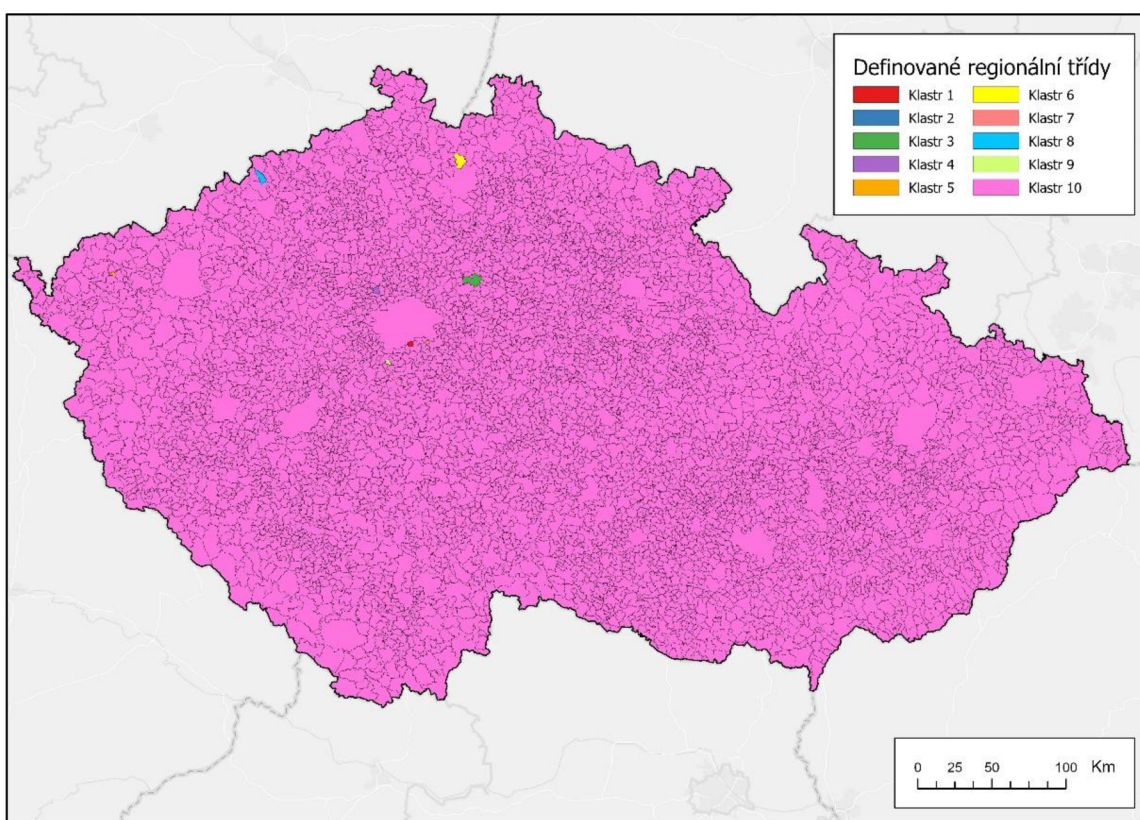 Definované regionální třídy
Klastr 1 Klastr 6
Klastr 2 Klastr 7
Klastr 3 Klastr 8
Klastr 4 Klastr 9
Klastr 5 Klastr 10
0 25 50 100 Km